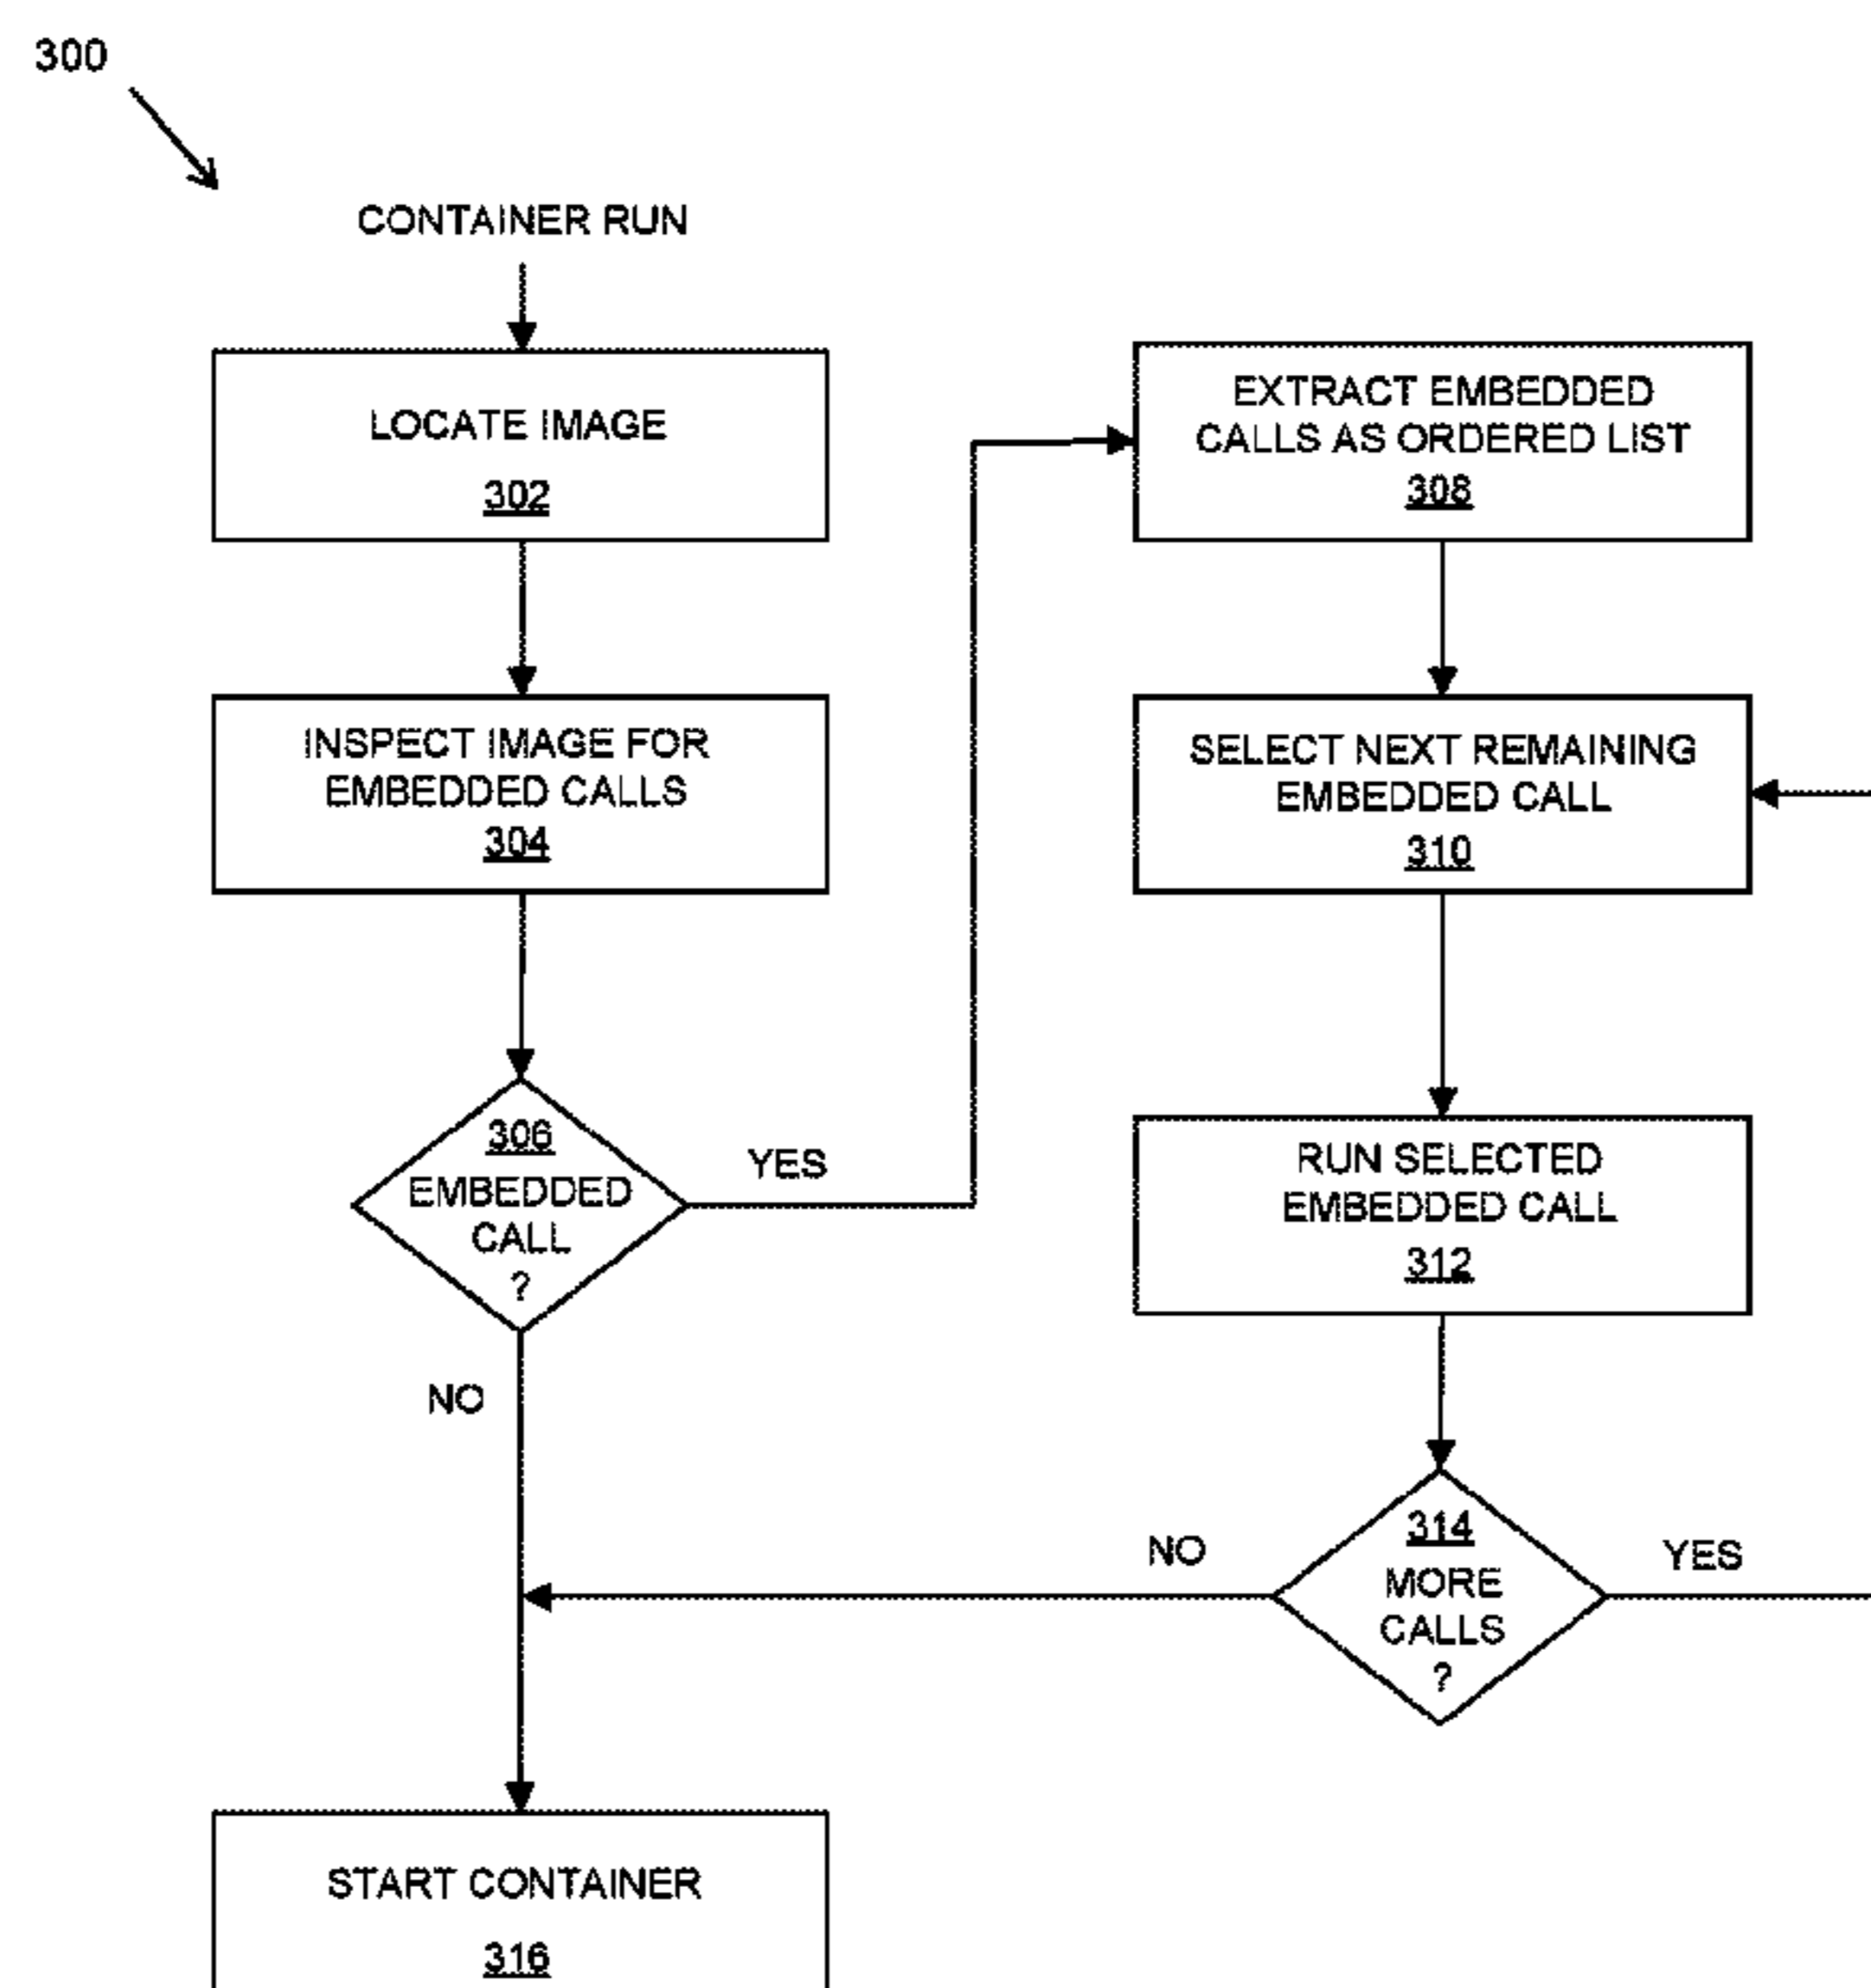 300
CONTAINER RUN
LOCATE IMAGE
302
INSPECT IMAGE FOR
EMBEDDED CALLS
304
306
EMBEDDED
CALL
?
YES
NO
EXTRACT EMBEDDED
CALLS AS ORDERED LIST
308
SELECT NEXT REMAINING
EMBEDDED CALL
310
RUN SELECTED
EMBEDDED CALL
312
314
MORE
CALLS
?
NO
YES
START CONTAINER
316